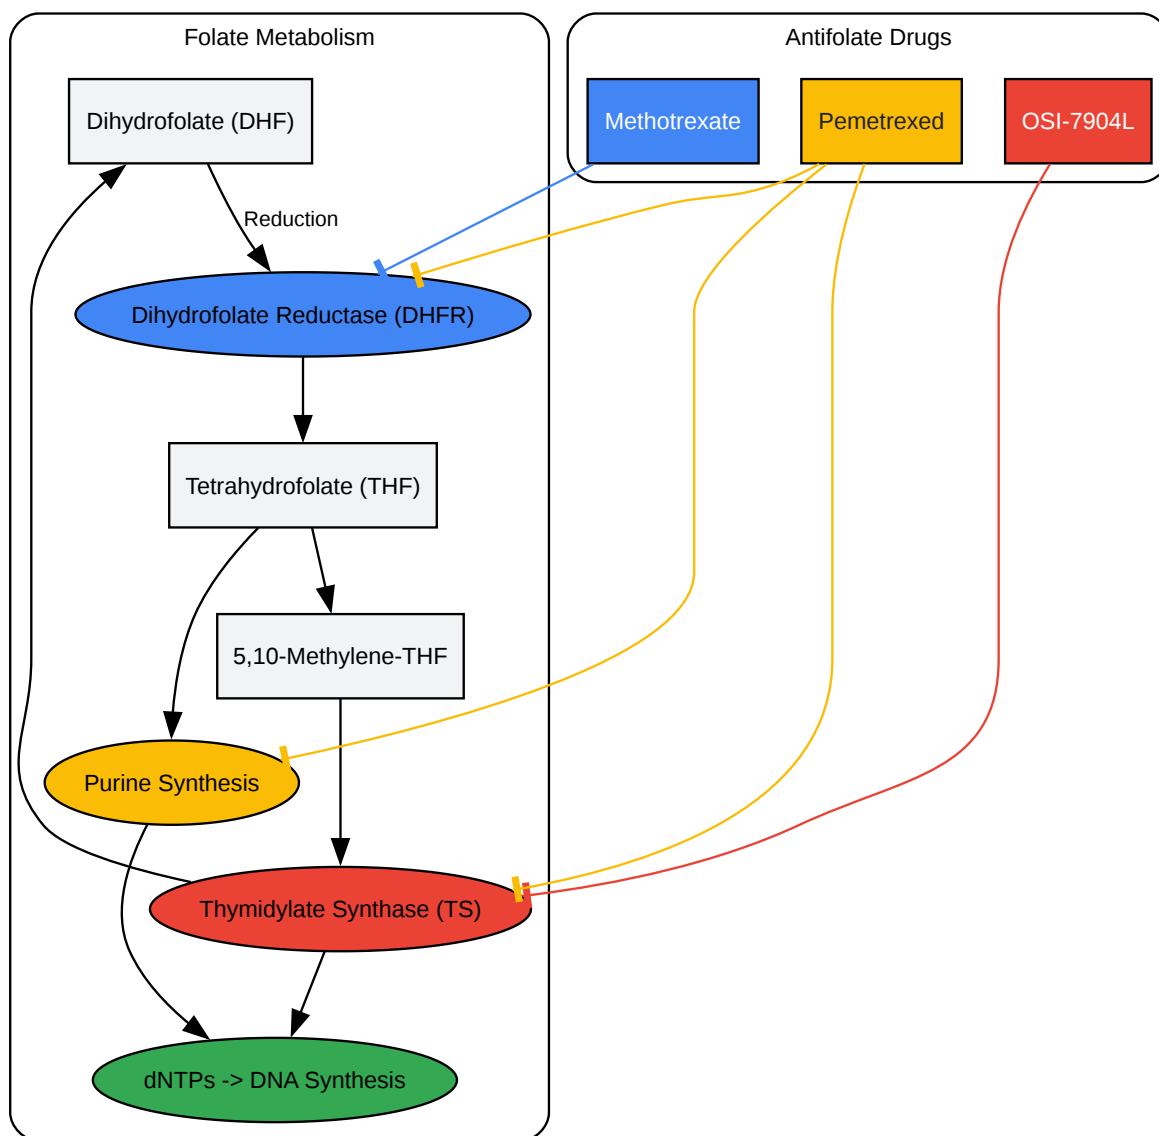 Folate Metabolism
Antifolate Drugs
Dihydrofolate (DHF)
Methotrexate
Pemetrexed
OSI-7904L
Reduction
Dihydrofolate Reductase (DHFR)
Tetrahydrofolate (THF)
5,10-Methylene-THF
Purine Synthesis
Thymidylate Synthase (TS)
dNTPs -> DNA Synthesis